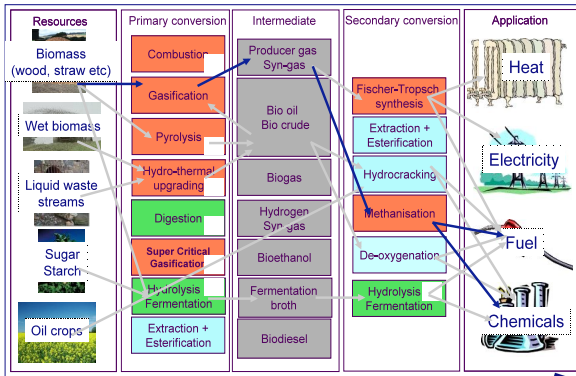 Resources
Biomass
(wood, straw etc)
Wet biomass
Liquid waste
streams
Sugar
Starch
Oil crops
Primary conversion
Combustion
Gasification
Pyrolysis
Hydro-thermal
upgrading
Digestion
Super Critical
Gasification
Hydrolysis
Fermentation
Extraction +
Esterification
Intermediate
Producer gas
Syn-gas
Bio oil
Bio crude
Biogas
Hydrogen
Syn gas
Bioethanol
Fermentation
broth
Biodiesel
Secondary conversion
Fischer-Tropsch
synthesis
Extraction +
Esterification
Hydrocracking
Methanisation
De-oxygenation
Hydrolysis
Fermentation
Application
Heat
Electricity
Fuel
Chemicals